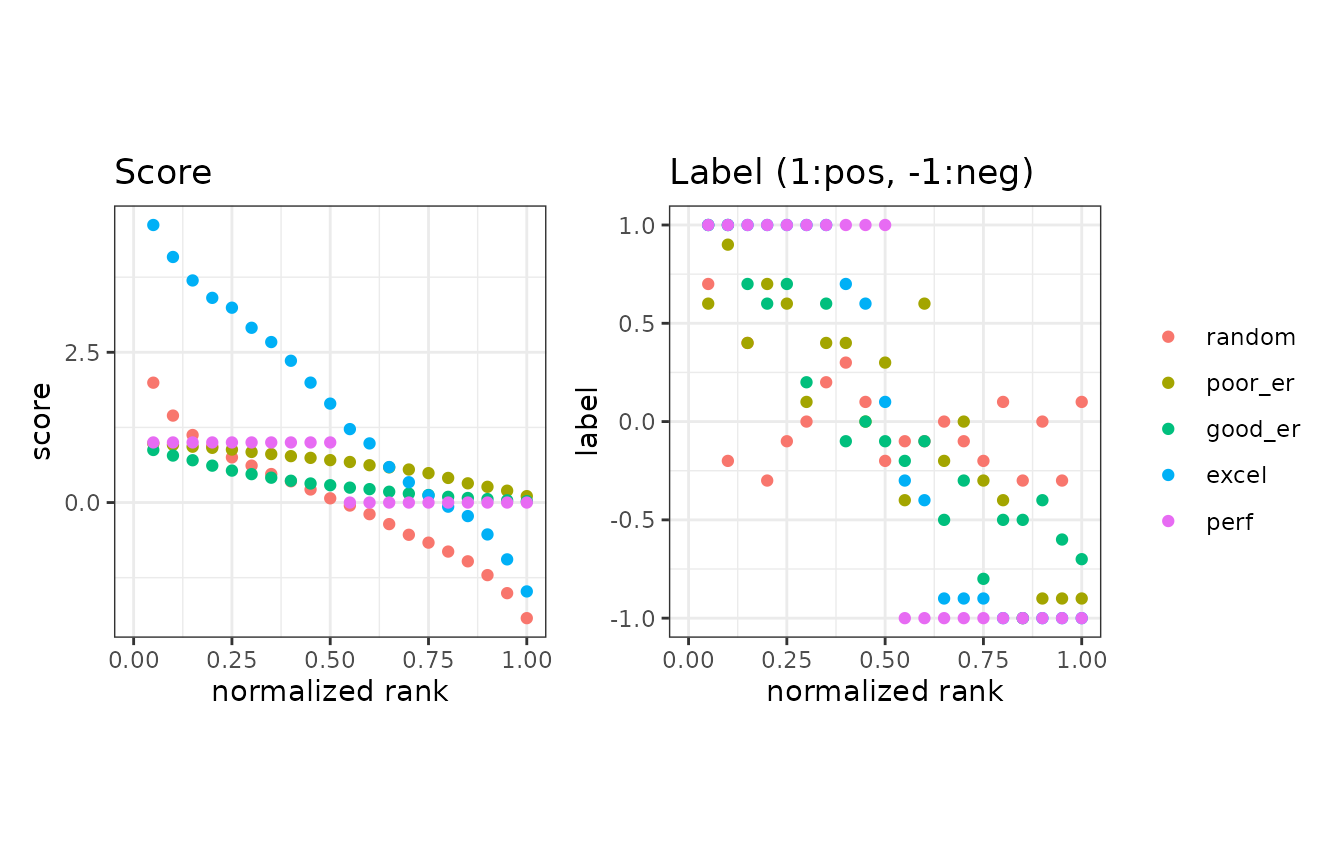 Score
score
2.5
0.0
0.00 0.25 0.50 0.75 1.00
normalized rank
Label (1:pos, -1:neg)
label
1.0
0.5
0.0
-0.5
-1.0
0.00 0.25 0.50 0.75 1.00
normalized rank
random
poor_er
good_er
excel
perf